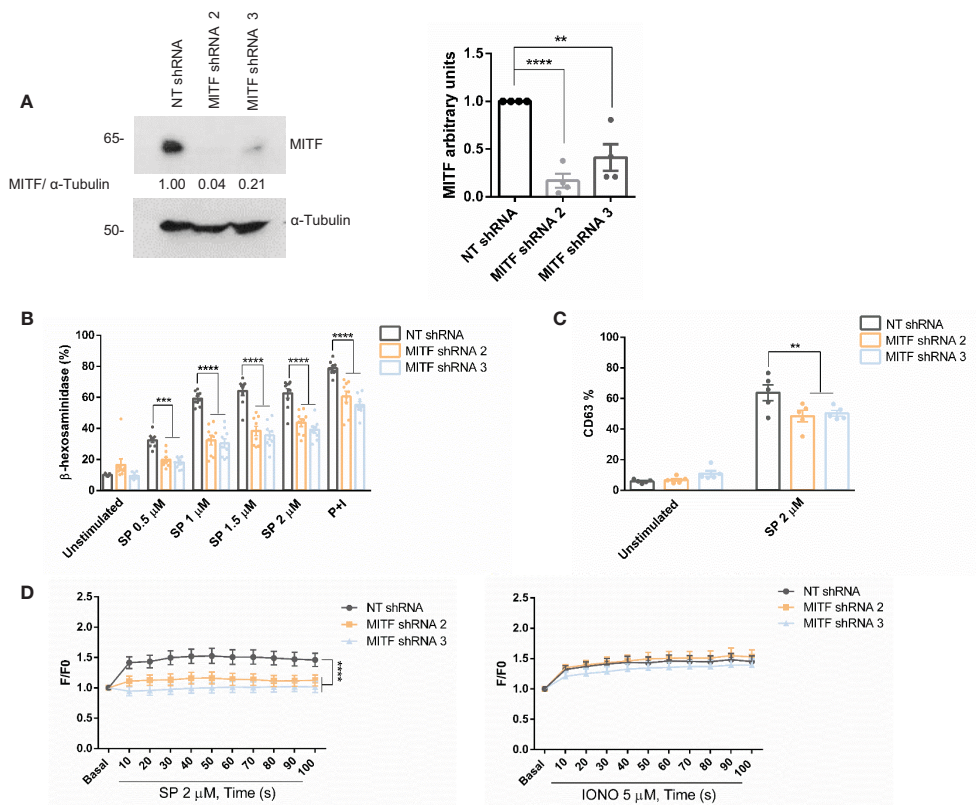 A
NT shRNA
MITF shRNA 2
MITF shRNA 3
65-
MITF
MITF/ α-Tubulin
1.00 0.04 0.21
50-
α-Tubulin
MITF arbitrary units
1.5
1.0
0.5
0.0
**
****
NT shRNA
MITF shRNA 2
MITF shRNA 3
B
β-hexosaminidase (%)
100
80
60
40
20
0
***
****
****
****
****
Unstimulated
SP 0.5 μM
SP 1 μM
SP 1.5 μM
SP 2 μM
P+I
NT shRNA
MITF shRNA 2
MITF shRNA 3
C
CD63 %
100
80
60
40
20
0
**
Unstimulated
SP 2 μM
NT shRNA
MITF shRNA 2
MITF shRNA 3
D
F/F0
2.5
2.0
1.5
1.0
0.5
0.0
NT shRNA
MITF shRNA 2
MITF shRNA 3
****
Basal 10 20 30 40 50 60 70 80 90 100
SP 2 μM, Time (s)
F/F0
2.5
2.0
1.5
1.0
0.5
0.0
NT shRNA
MITF shRNA 2
MITF shRNA 3
Basal 10 20 30 40 50 60 70 80 90 100
IONO 5 μM, Time (s)